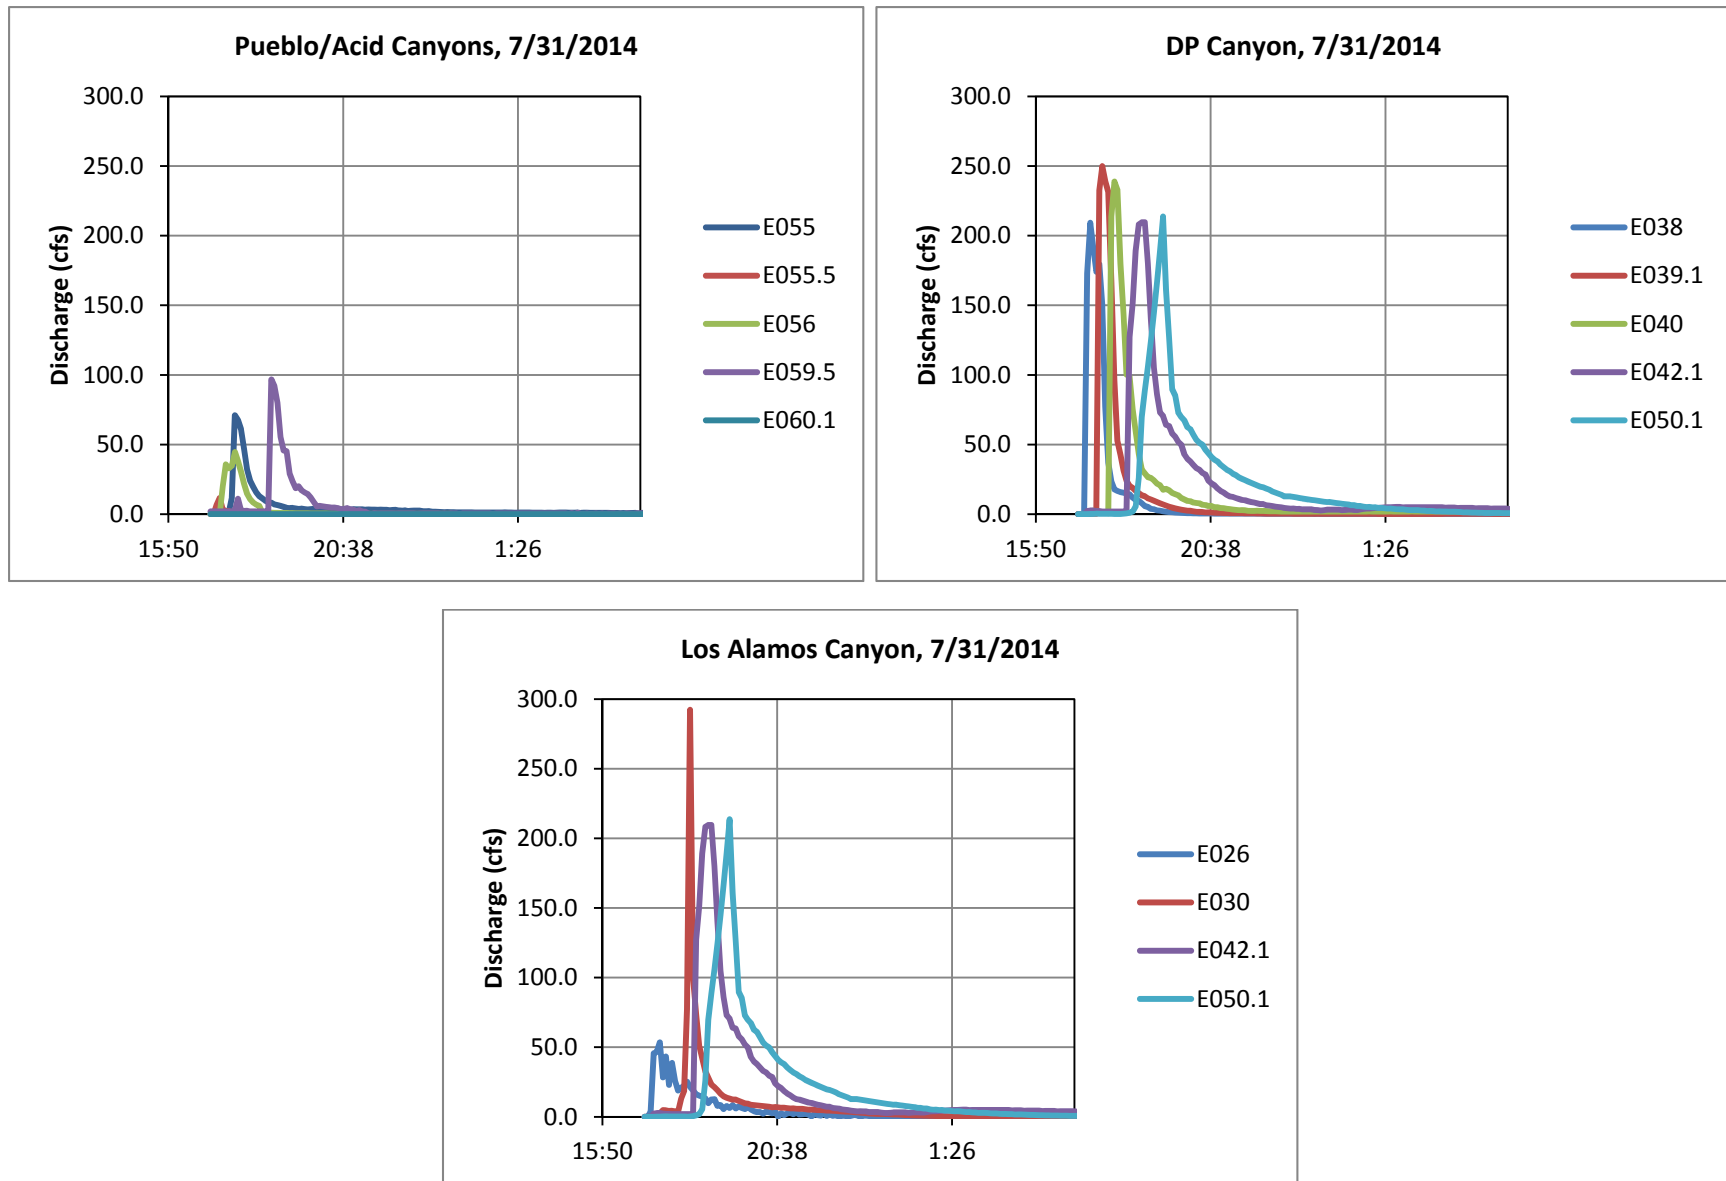 Pueblo/Acid Canyons, 7/31/2014
300.0
250.0
200.0
150.0
100.0
50.0
0.0
Discharge (cfs)
15:50
20:38
1:26
E055
E055.5
E056
E059.5
E060.1
DP Canyon, 7/31/2014
300.0
250.0
200.0
150.0
100.0
50.0
0.0
Discharge (cfs)
15:50
20:38
1:26
E038
E039.1
E040
E042.1
E050.1
Los Alamos Canyon, 7/31/2014
300.0
250.0
200.0
150.0
100.0
50.0
0.0
Discharge (cfs)
15:50
20:38
1:26
E026
E030
E042.1
E050.1